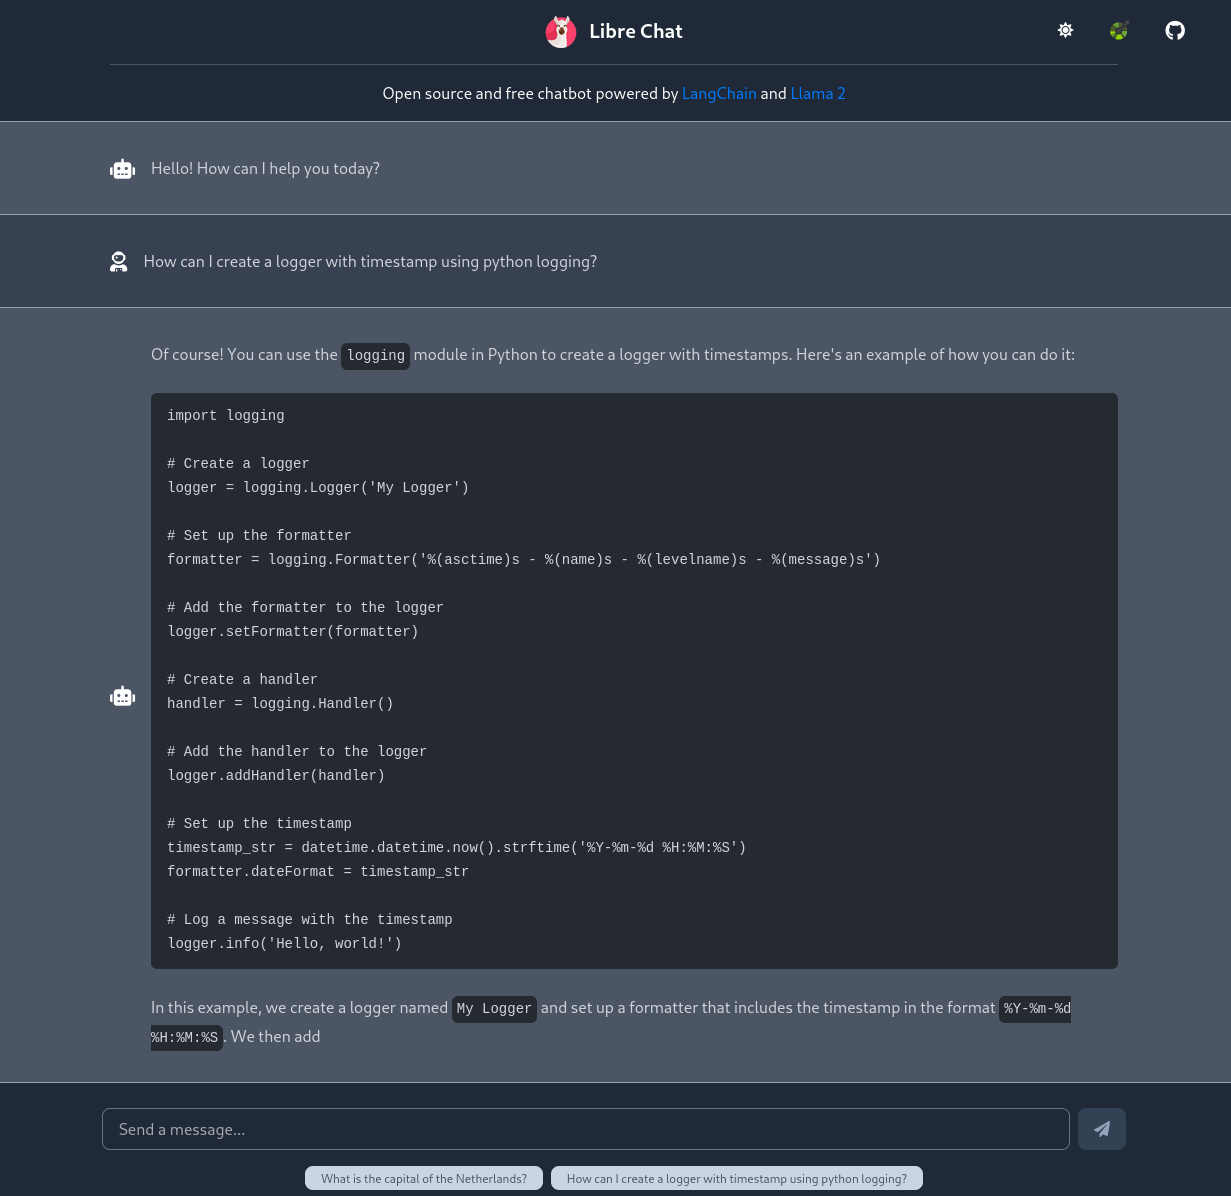 Libre Chat
Open source and free chatbot powered by LangChain and Llama 2
Hello! How can I help you today?
How can I create a logger with timestamp using python logging?
Of course! You can use the logging module in Python to create a logger with timestamps. Here's an example of how you can do it:
import logging
# Create a logger
logger = logging.Logger('My Logger')
# Set up the formatter
formatter = logging.Formatter('%(asctime)s - %(name)s - %(levelname)s - %(message)s')
# Add the formatter to the logger
logger.setFormatter(formatter)
# Create a handler
handler = logging.Handler()
# Add the handler to the logger
logger.addHandler(handler)
# Set up the timestamp
timestamp_str = datetime.datetime.now().strftime('%Y-%m-%d %H:%M:%S')
formatter.dateFormat = timestamp_str
# Log a message with the timestamp
logger.info('Hello, world!')
In this example, we create a logger named My Logger and set up a formatter that includes the timestamp in the format %Y-%m-%d
%H:%M:%S. We then add
Send a message...
What is the capital of the Netherlands?
How can I create a logger with timestamp using python logging?